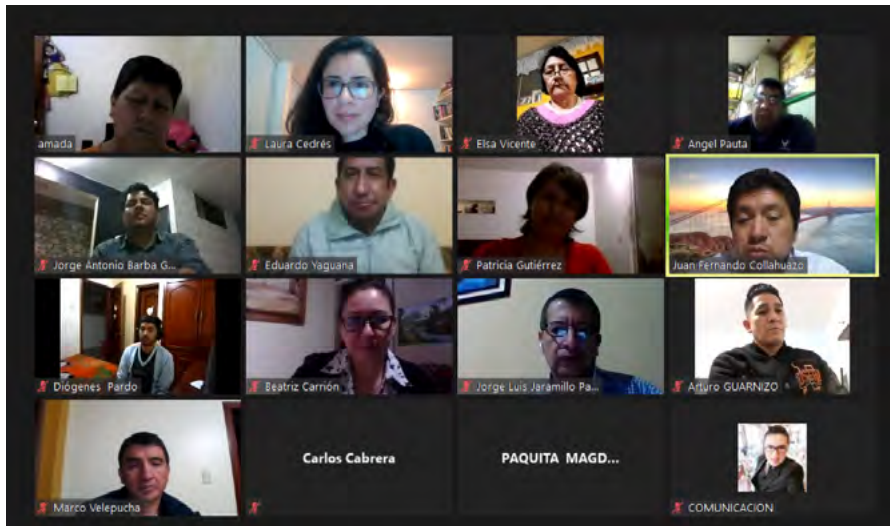 amada
Laura Cedrés
Elsa Vicente
Angel Pauta
Jorge Antonio Barba G...
Eduardo Yaguana
Patricia Gutiérrez
Juan Fernando Collahuazo
Diógenes Pardo
Beatriz Carrión
Jorge Luis Jaramillo Pa...
Arturo GUARNIZO
Marco Velepucha
Carlos Cabrera
PAQUITA MAGD...
COMUNICACION